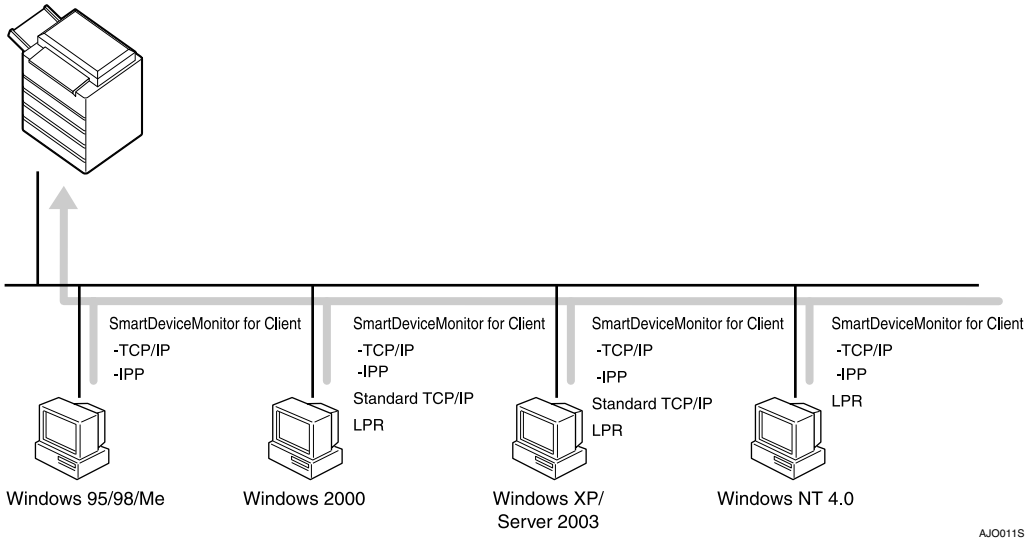 SmartDeviceMonitor for Client
-TCP/IP
-IPP
Windows 95/98/Me
SmartDeviceMonitor for Client
-TCP/IP
-IPP
Standard TCP/IP
LPR
Windows 2000
SmartDeviceMonitor for Client
-TCP/IP
-IPP
Standard TCP/IP
LPR
Windows XP/
Server 2003
SmartDeviceMonitor for Client
-TCP/IP
-IPP
LPR
Windows NT 4.0
AJO011S